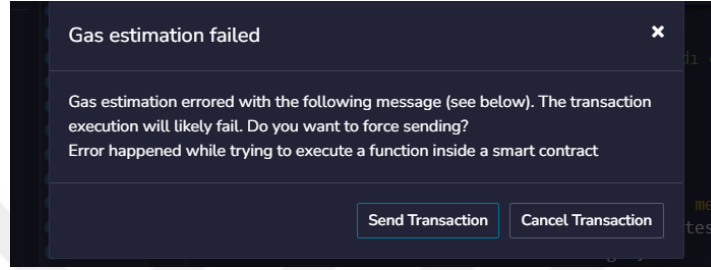 Gas estimation failed
×
Gas estimation errored with the following message (see below). The transaction
execution will likely fail. Do you want to force sending?
Error happened while trying to execute a function inside a smart contract
Send Transaction
Cancel Transaction